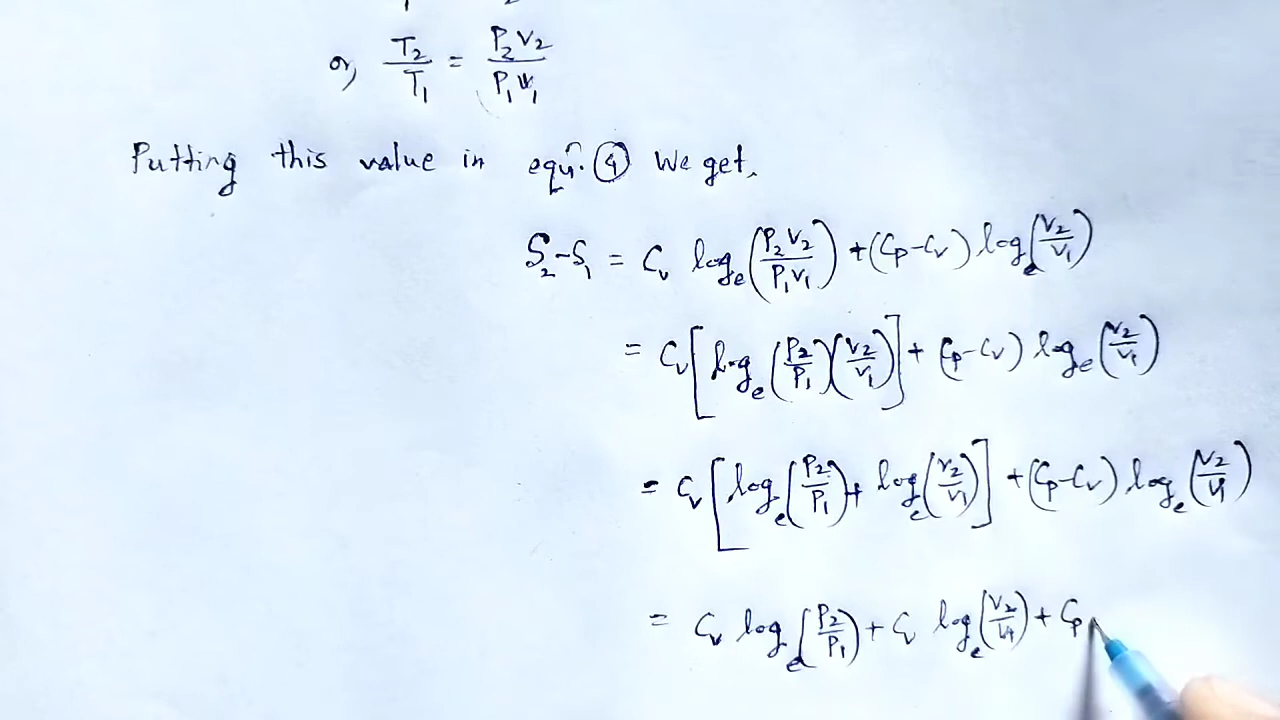 or, T₂/T₁ = P₂V₂/P₁V₁
Putting this value in equⁿ. ④ We get,
S₂-S₁ = Cᵥ logₑ(P₂V₂/P₁V₁) + (Cₚ-Cᵥ) logₑ(V₂/V₁)
= Cᵥ[logₑ(P₂/P₁)(V₂/V₁)] + (Cₚ-Cᵥ) logₑ(V₂/V₁)
= Cᵥ[logₑ(P₂/P₁) + logₑ(V₂/V₁)] + (Cₚ-Cᵥ) logₑ(V₂/V₁)
= Cᵥ logₑ(P₂/P₁) + Cᵥ logₑ(V₂/V₁) + Cₚ